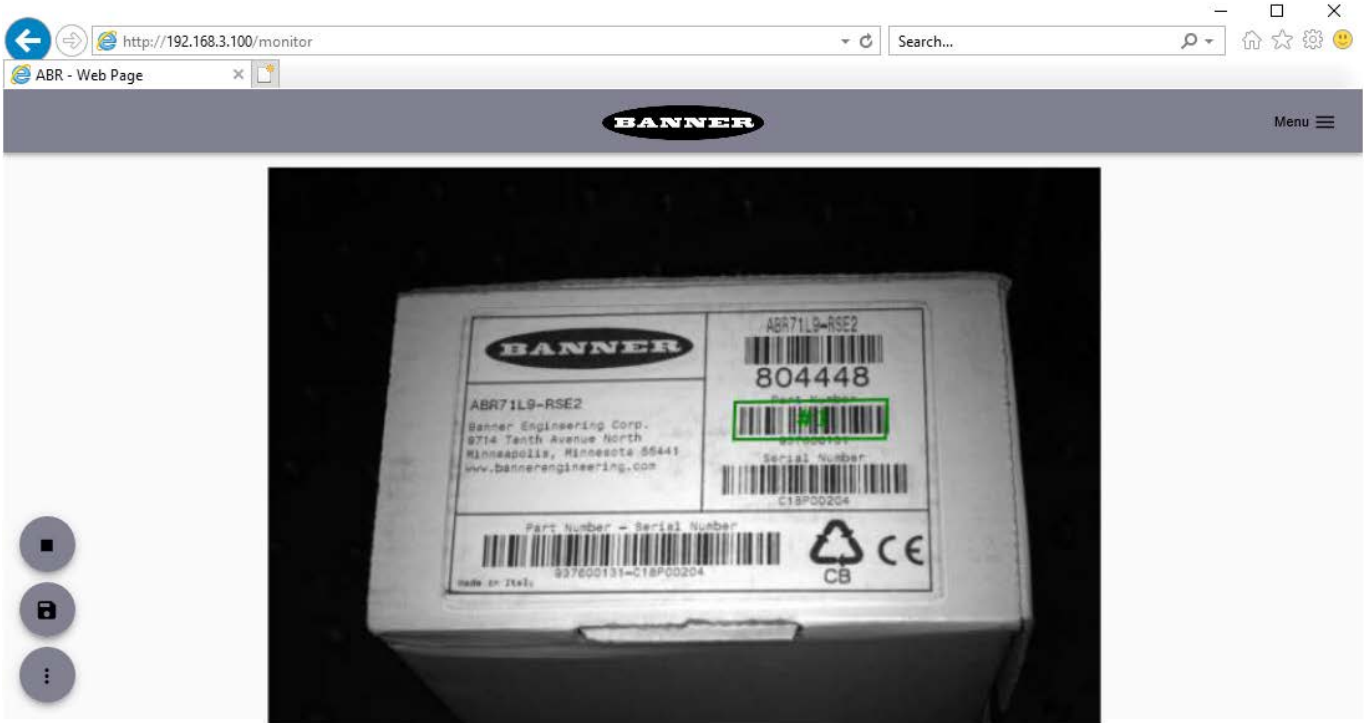 http://192.168.3.100/monitor
Search...
ABR - Web Page
BANNER
Menu
BANNER
ABR71L9-RSE2
Banner Engineering Corp.
9714 Tenth Avenue North
Minneapolis, Minnesota 55441
www.bannerengineering.com
ABR71L9-RSE2
804448
Part Number
#1
937600131
Serial Number
C18P00204
Part Number - Serial Number
937600131-C18P00204
Made in Italy
CB
CE